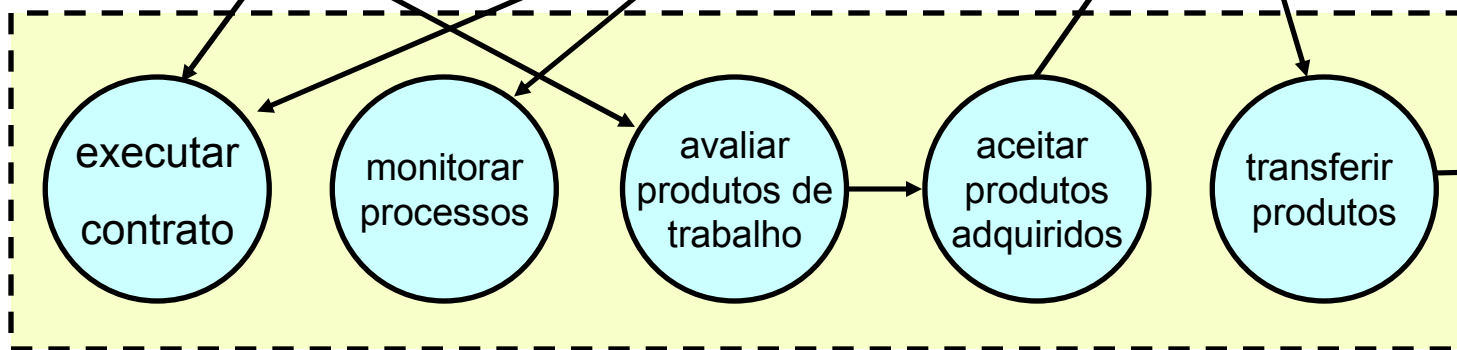 executar
contrato
monitorar
processos
avaliar
produtos de
trabalho
aceitar
produtos
adquiridos
transferir
produtos